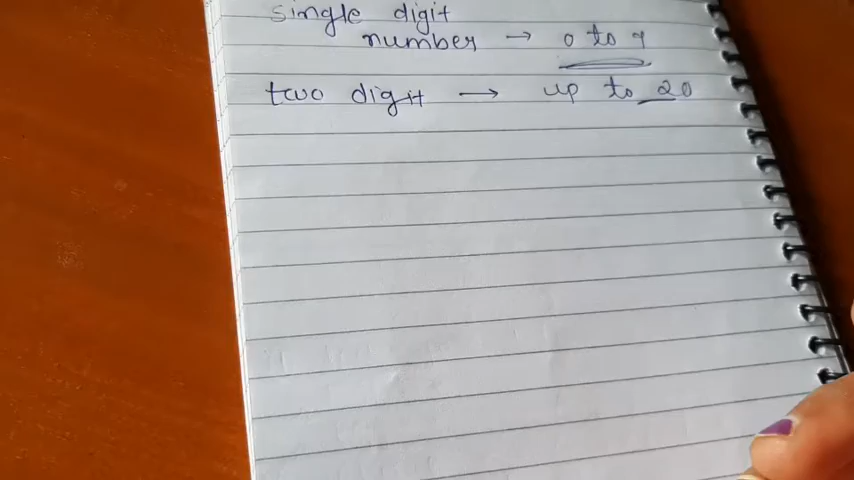 single digit
number → 0 to 9
two digit → up to 20